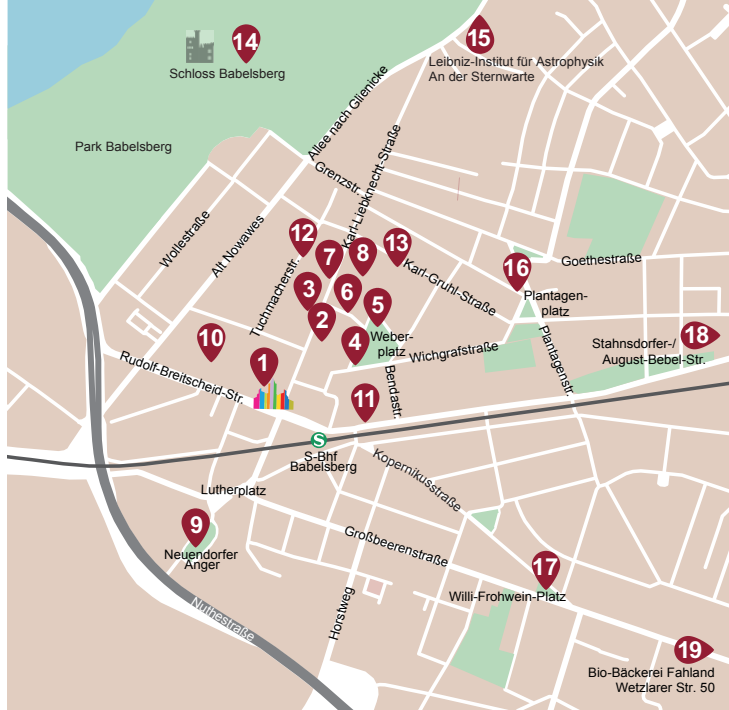 15
14
Leibniz-Institut für Astrophysik
An der Sternwarte
Schloss Babelsberg
Allee nach Glienicke
Park Babelsberg
Karl-Liebknecht-Straße
Grenzstr.
Wollestraße
Alt Nowawes
12
13
7
8
Goethestraße
16
Karl-Gruhl-Straße
Tuchmacherstr.
3
6
5
Plantagen-
platz
2
Weber-
platz
10
4
18
Stahnsdorfer-/
August-Bebel-Str.
Plantagenstr.
Wichgrafstraße
1
Rudolf-Breitscheid-Str.
Bendastr.
11
S
S-Bhf
Babelsberg
Kopernikusstraße
Lutherplatz
9
Neuendorfer
Anger
Großbeerenstraße
17
Willi-Frohwein-Platz
Nuthestraße
Horstweg
19
Bio-Bäckerei Fahland
Wetzlarer Str. 50